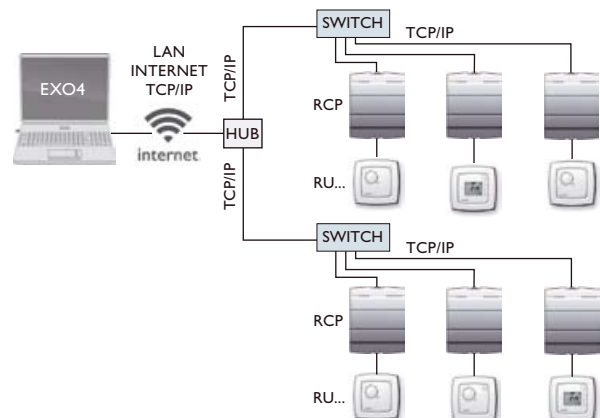 SWITCH
TCP/IP
LAN
INTERNET
TCP/IP
EXO4
TCP/IP
RCP
HUB
internet
RU...
TCP/IP
SWITCH
TCP/IP
RCP
RU...